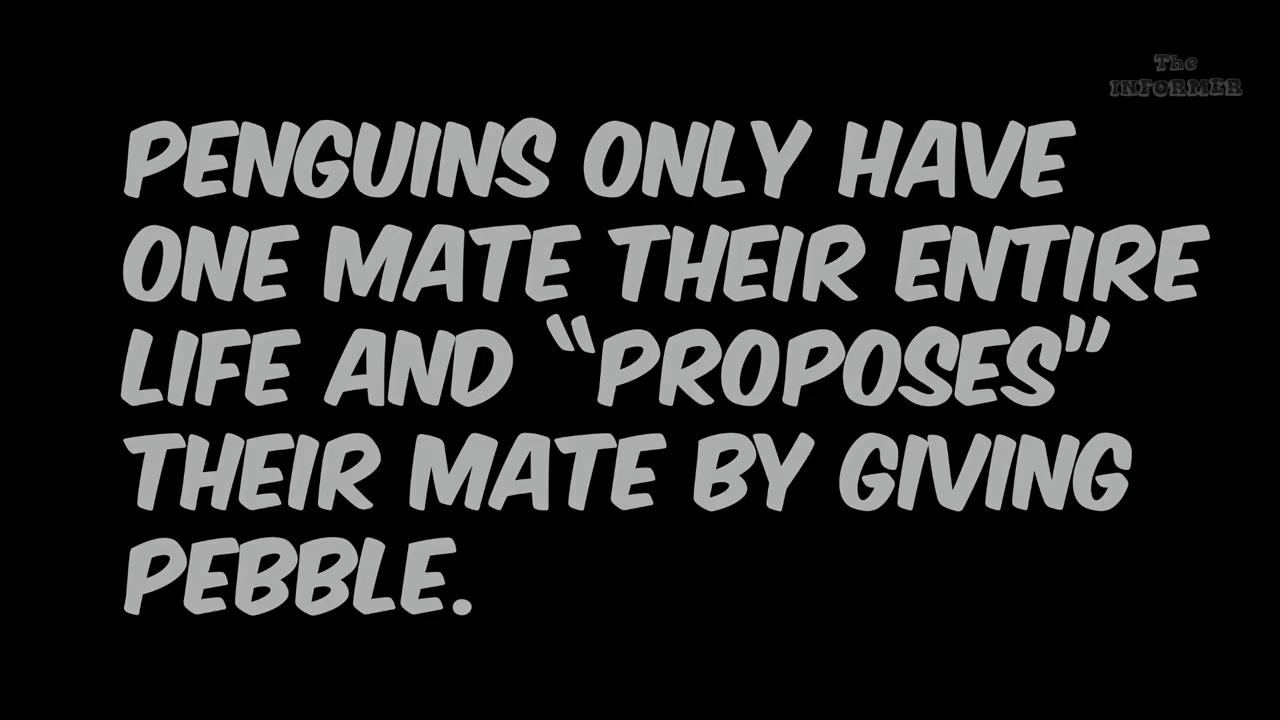 The
INFORMER
PENGUINS ONLY HAVE
ONE MATE THEIR ENTIRE
LIFE AND “PROPOSES”
THEIR MATE BY GIVING
PEBBLE.